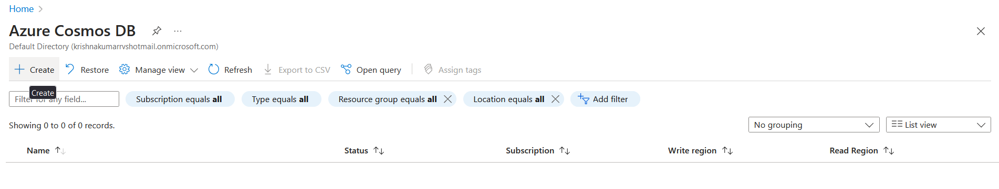 Home
Azure Cosmos DB
Default Directory (krishnakumarrvshotmail.onmicrosoft.com)
Create Restore Manage view Refresh Export to CSV Open query Assign tags
Create
Filter for any field... Subscription equals all Type equals all Resource group equals all Location equals all Add filter
Showing 0 to 0 of 0 records. No grouping List view
Name Status Subscription Write region Read Region